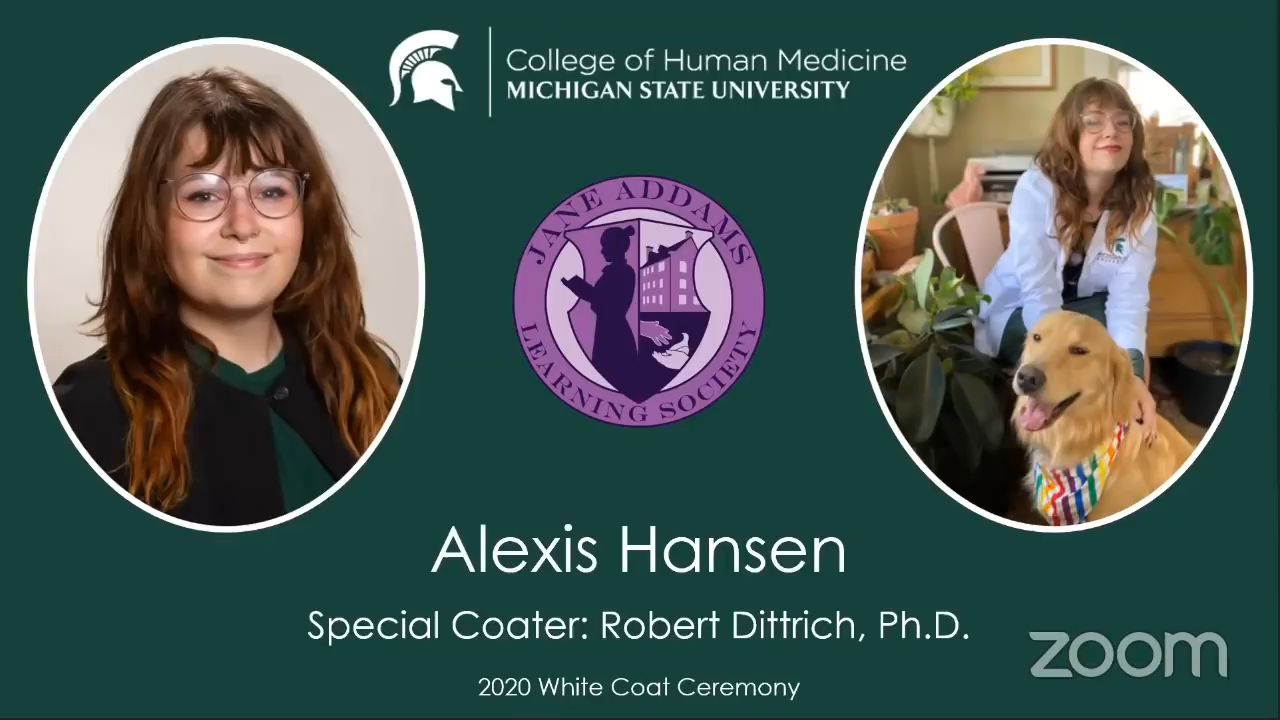 College of Human Medicine
MICHIGAN STATE UNIVERSITY
JANE ADDAMS
LEARNING SOCIETY
Alexis Hansen
Special Coater: Robert Dittrich, Ph.D.
zoom
2020 White Coat Ceremony